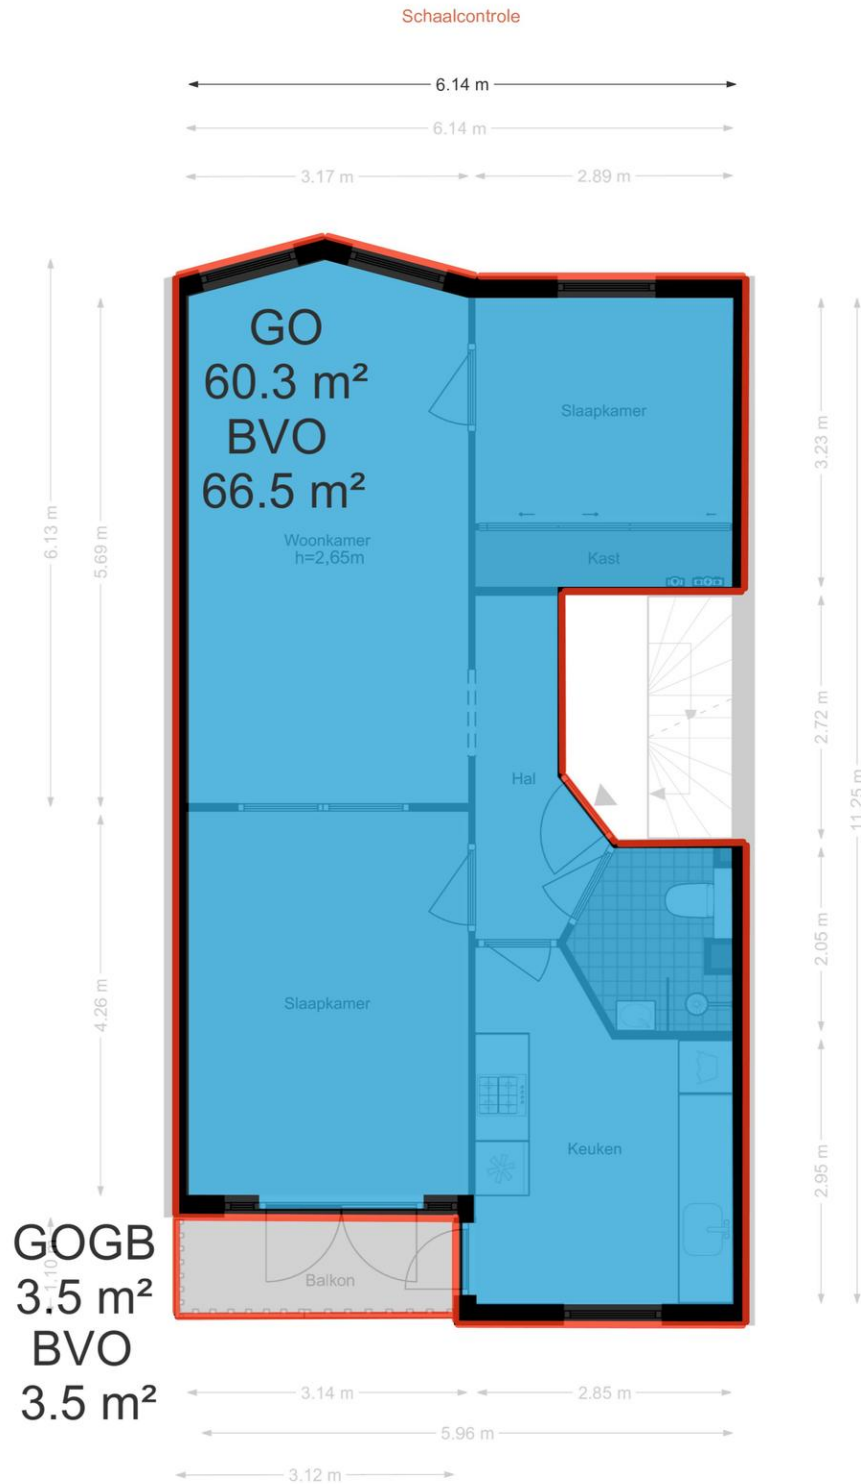 Schaalcontrole
6.14 m
6.14 m
3.17 m
2.89 m
GO
60.3 m²
BVO
66.5 m²
Slaapkamer
3.23 m
6.13 m
5.69 m
Woonkamer
h=2,65m
Kast
2.72 m
Hal
11.25 m
2.05 m
4.26 m
Slaapkamer
Keuken
2.95 m
GOGB
3.5 m²
BVO
3.5 m²
1.10 m
Balkon
3.14 m
2.85 m
5.96 m
3.12 m